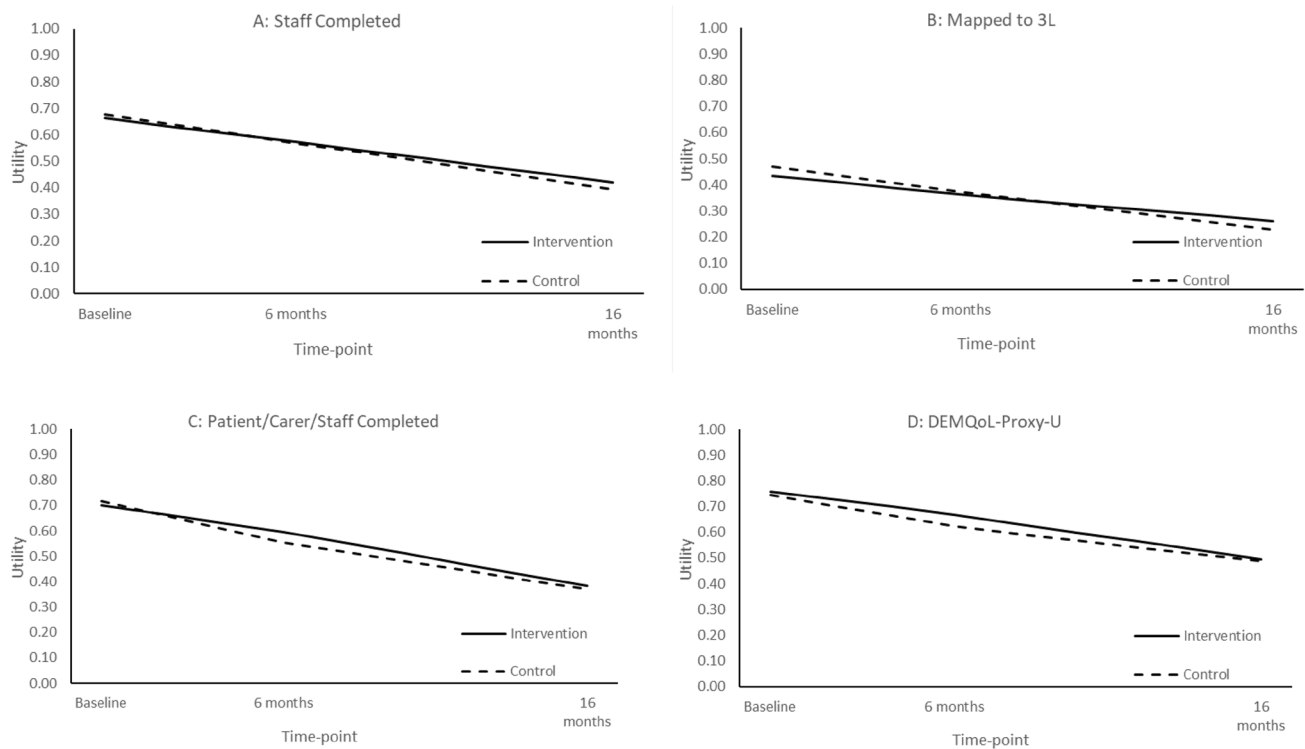 A: Staff Completed
1.00
0.90
0.80
0.70
0.60
0.50
0.40
0.30
0.20
0.10
0.00
Utility
Intervention
Control
Baseline
6 months
16
months
Time-point
B: Mapped to 3L
1.00
0.90
0.80
0.70
0.60
0.50
0.40
0.30
0.20
0.10
0.00
Utility
Intervention
Control
Baseline
6 months
16
months
Time-point
C: Patient/Carer/Staff Completed
1.00
0.90
0.80
0.70
0.60
0.50
0.40
0.30
0.20
0.10
0.00
Utility
Intervention
Control
Baseline
6 months
16
months
Time-point
D: DEMQoL-Proxy-U
1.00
0.90
0.80
0.70
0.60
0.50
0.40
0.30
0.20
0.10
0.00
Utility
Intervention
Control
Baseline
6 months
16
months
Time-point